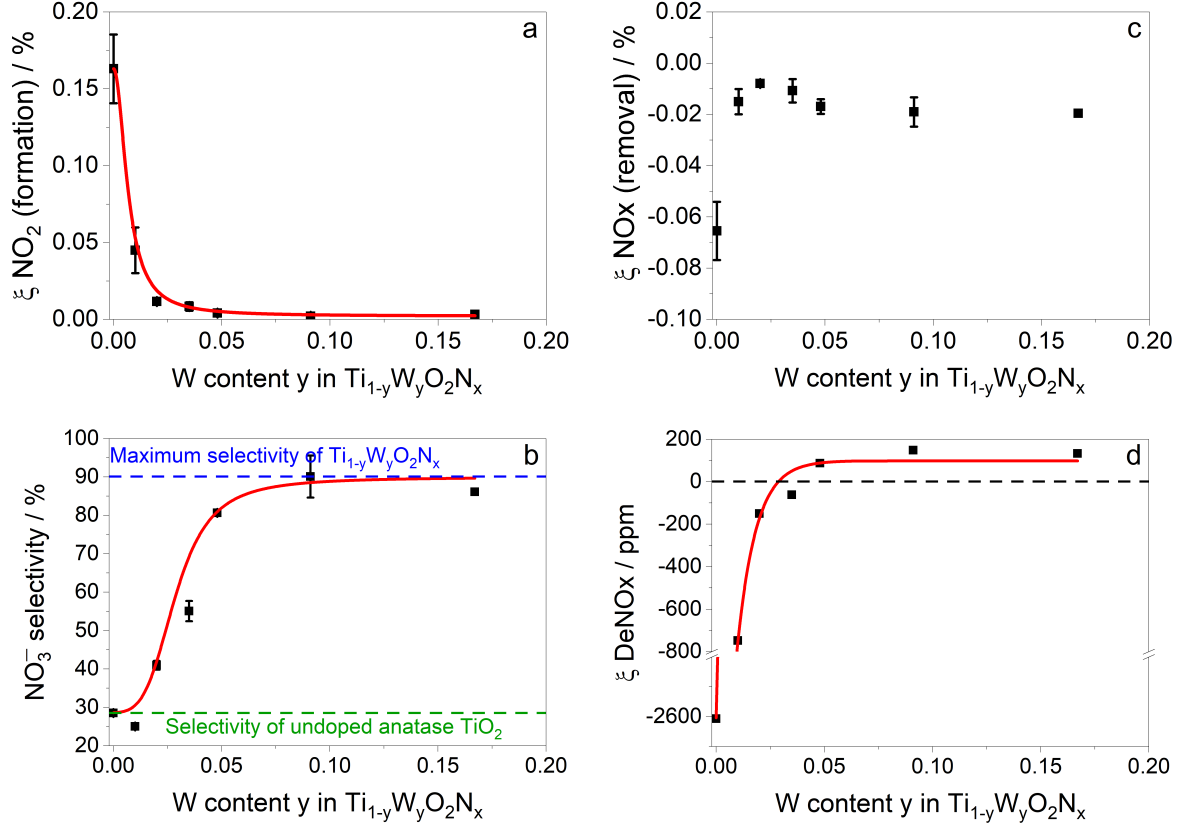 a
ξ NO₂ (formation) / %
0.20
0.15
0.10
0.05
0.00
0.00 0.05 0.10 0.15 0.20
W content y in Ti₁₋yWyO₂Nₓ
c
ξ NOx (removal) / %
0.02
0.00
-0.02
-0.04
-0.06
-0.08
-0.10
0.00 0.05 0.10 0.15 0.20
W content y in Ti₁₋yWyO₂Nₓ
b
NO₃⁻ selectivity / %
100
90
80
70
60
50
40
30
20
Maximum selectivity of Ti₁₋yWyO₂Nₓ
Selectivity of undoped anatase TiO₂
0.00 0.05 0.10 0.15 0.20
W content y in Ti₁₋yWyO₂Nₓ
d
ξ DeNOx / ppm
200
0
-200
-400
-600
-800
-2600
0.00 0.05 0.10 0.15 0.20
W content y in Ti₁₋yWyO₂Nₓ